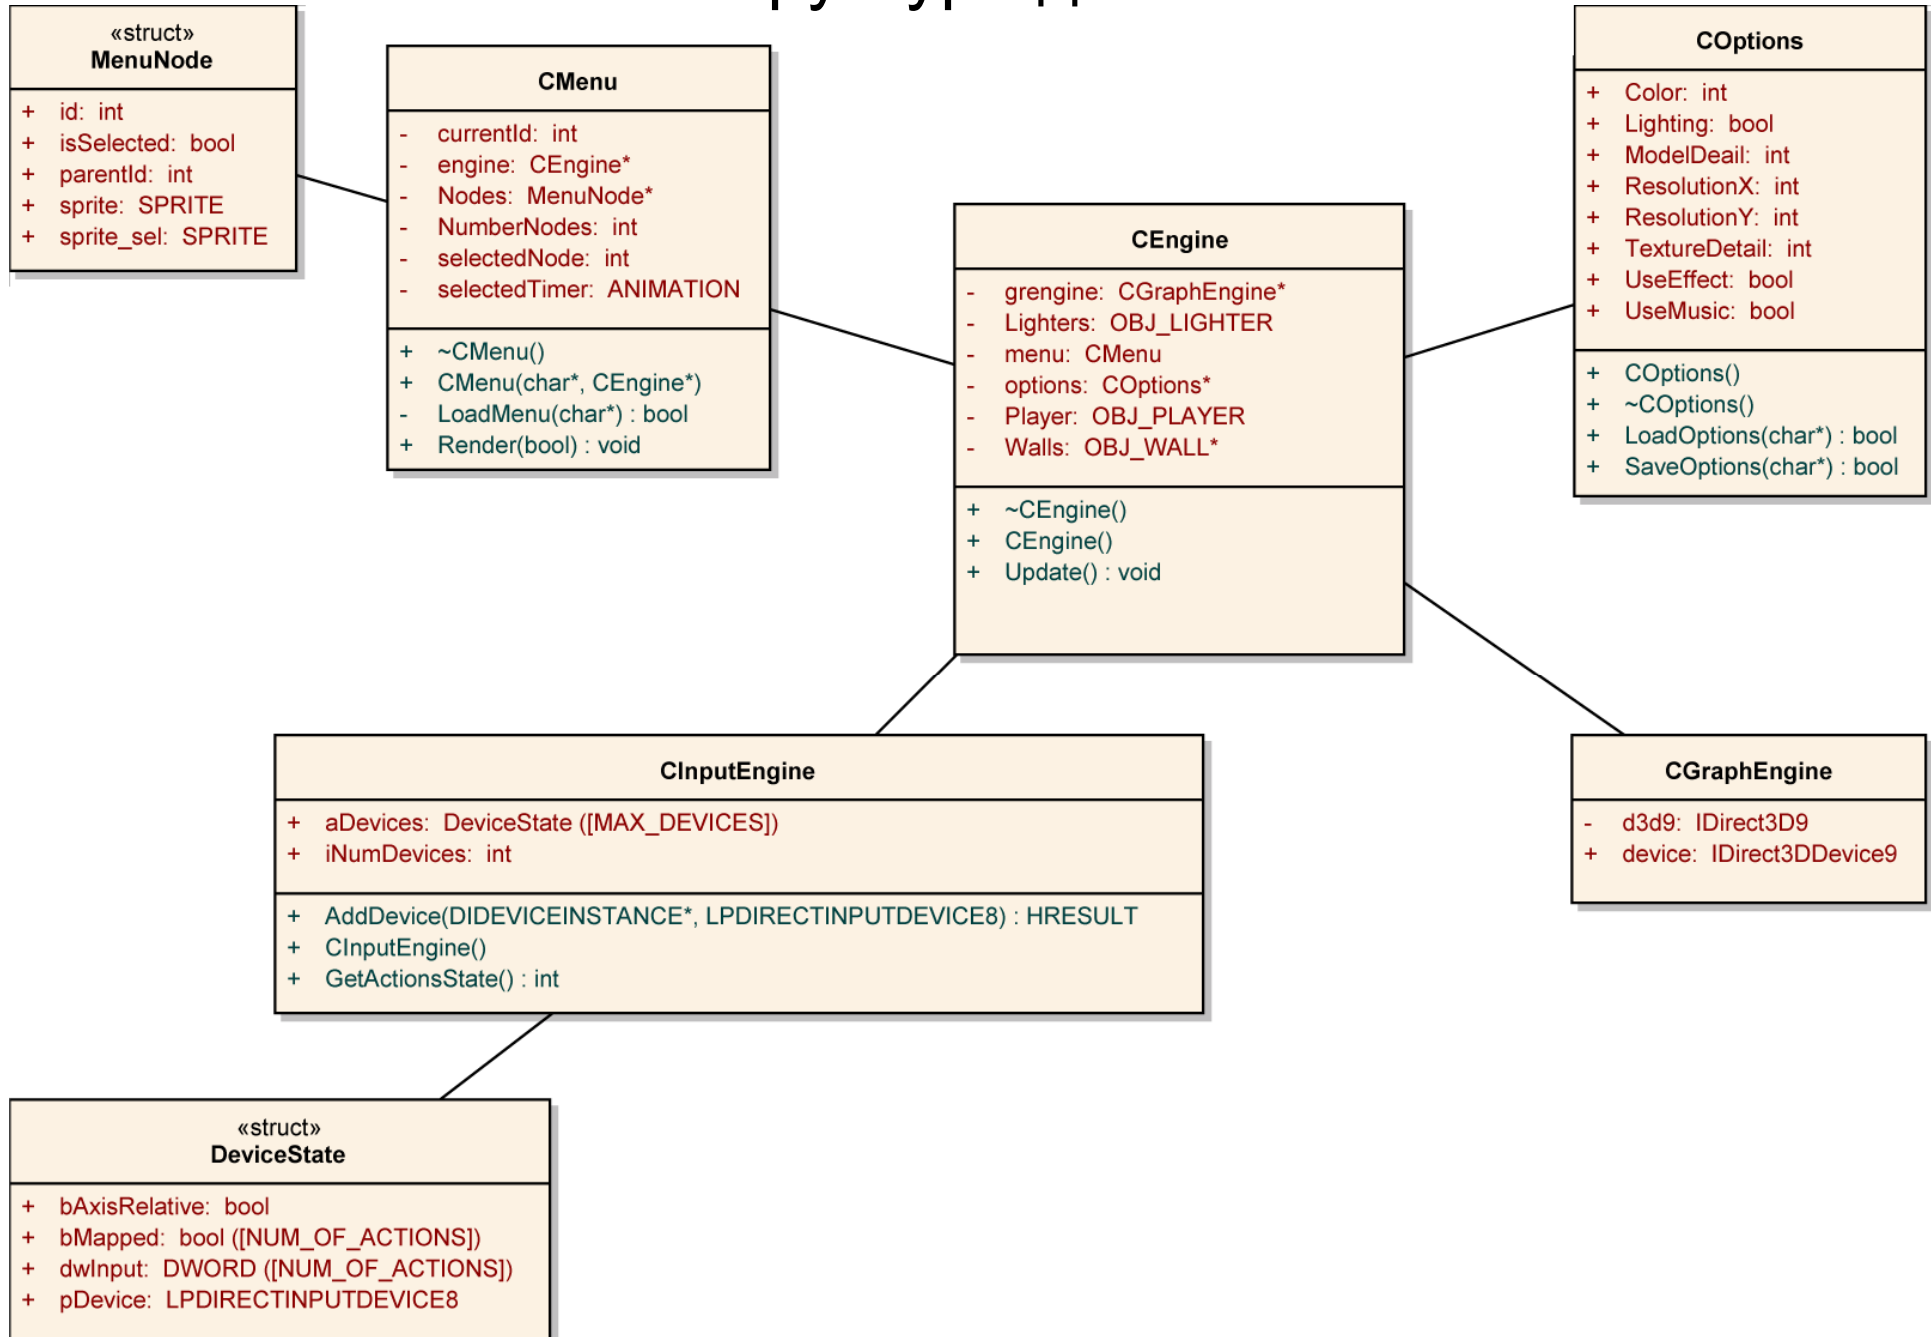 «struct»
MenuNode
+ id: int
+ isSelected: bool
+ parentId: int
+ sprite: SPRITE
+ sprite_sel: SPRITE
CMenu
- currentId: int
- engine: CEngine*
- Nodes: MenuNode*
- NumberNodes: int
- selectedNode: int
- selectedTimer: ANIMATION
+ ~CMenu()
+ CMenu(char*, CEngine*)
- LoadMenu(char*) : bool
+ Render(bool) : void
CEngine
- grengine: CGraphEngine*
- Lighters: OBJ_LIGHTER
- menu: CMenu
- options: COptions*
- Player: OBJ_PLAYER
- Walls: OBJ_WALL*
+ ~CEngine()
+ CEngine()
+ Update() : void
COptions
+ Color: int
+ Lighting: bool
+ ModelDeail: int
+ ResolutionX: int
+ ResolutionY: int
+ TextureDetail: int
+ UseEffect: bool
+ UseMusic: bool
+ COptions()
+ ~COptions()
+ LoadOptions(char*) : bool
+ SaveOptions(char*) : bool
CInputEngine
+ aDevices: DeviceState ([MAX_DEVICES])
+ iNumDevices: int
+ AddDevice(DIDEVICEINSTANCE*, LPDIRECTINPUTDEVICE8) : HRESULT
+ CInputEngine()
+ GetActionsState() : int
CGraphEngine
- d3d9: IDirect3D9
+ device: IDirect3DDevice9
«struct»
DeviceState
+ bAxisRelative: bool
+ bMapped: bool ([NUM_OF_ACTIONS])
+ dwInput: DWORD ([NUM_OF_ACTIONS])
+ pDevice: LPDIRECTINPUTDEVICE8